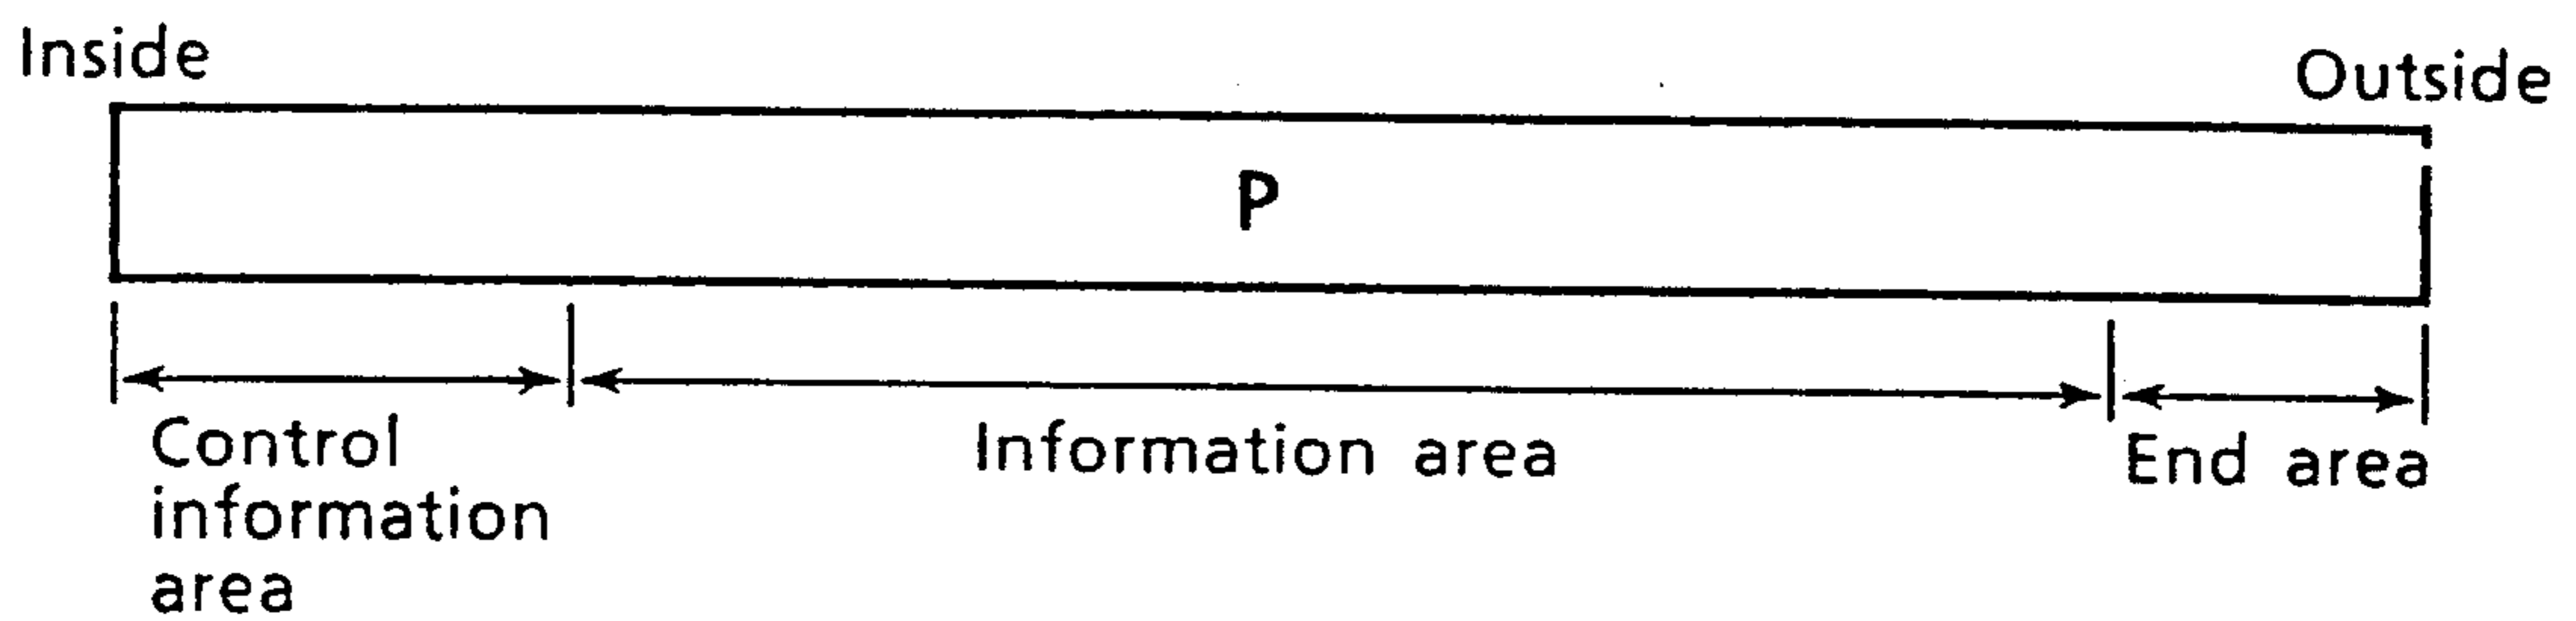 Inside
Outside
P
Control
information
area
Information area
End area